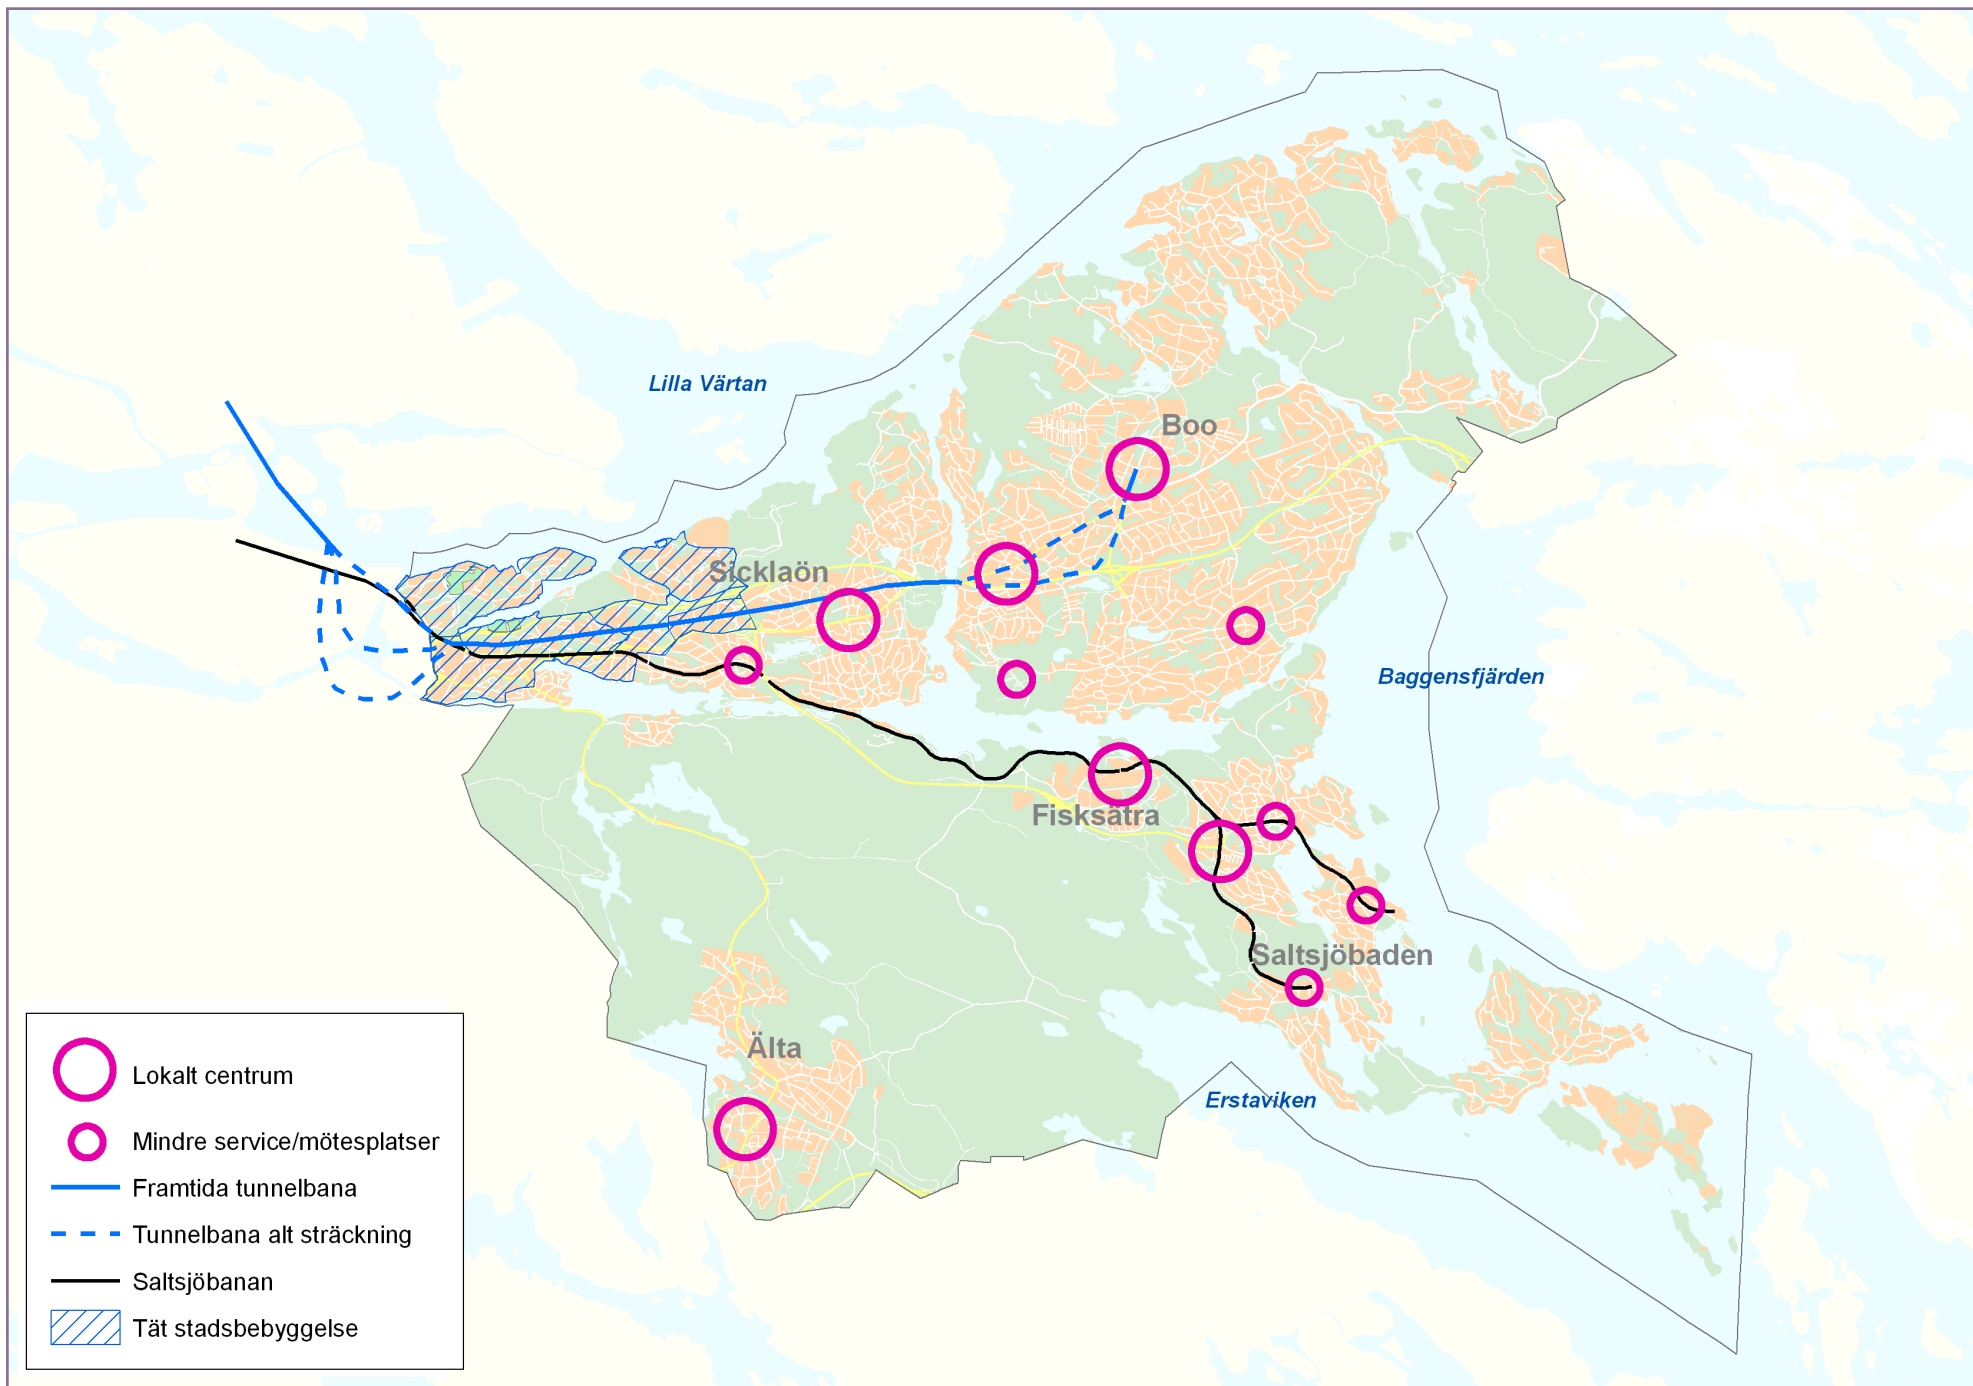 Lilla Värtan
Boo
Sicklaön
Baggensfjärden
Fisksätra
Saltsjöbaden
Älta
Erstaviken
Lokalt centrum
Mindre service/mötesplatser
Framtida tunnelbana
Tunnelbana alt sträckning
Saltsjöbanan
Tät stadsbebyggelse